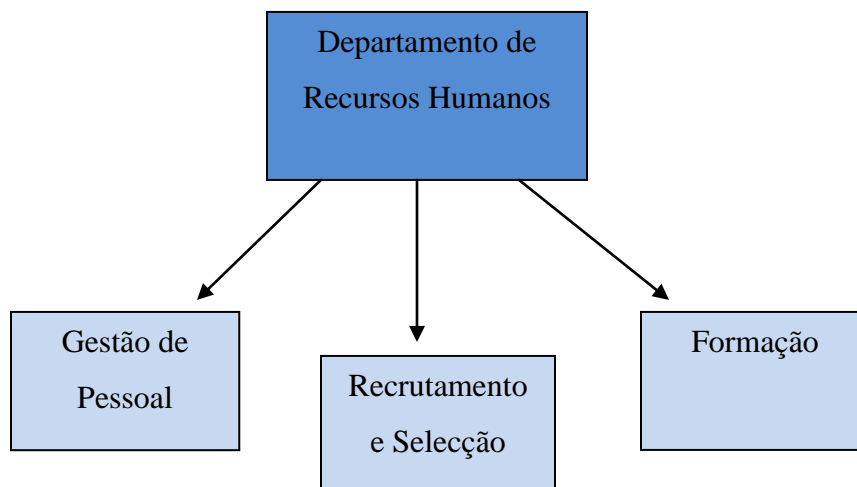 Departamento de
Recursos Humanos
Gestão de
Pessoal
Recrutamento
e Selecção
Formação